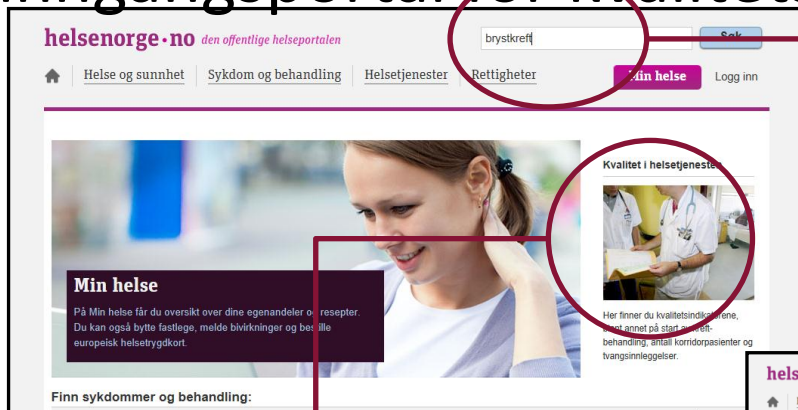 helsenorge·no den offentlige helseportalen
brystkreft
Søk
Helse og sunnhet
Sykdom og behandling
Helsetjenester
Rettigheter
Min helse
Logg inn
Kvalitet i helsetjenesten
Min helse
På Min helse får du oversikt over dine egenandeler og resepter.
Du kan også bytte fastlege, melde bivirkninger og bestille
europeisk helsetrygdkort.
Her finner du kvalitetsindikatorene,
blant annet på start av kreft-
behandling, antall korridorpasienter og
tvangsinnleggelser.
Finn sykdommer og behandling:
hels